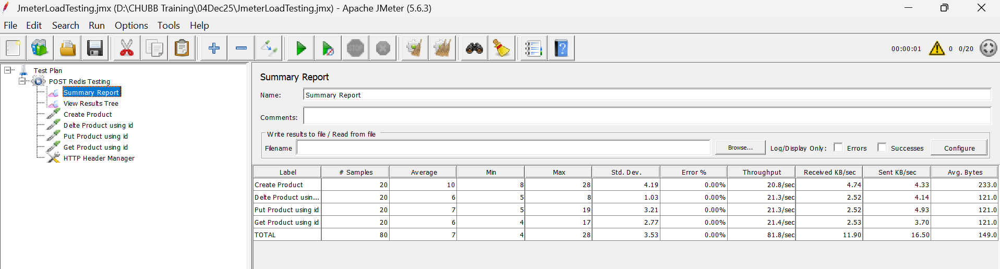 JmeterLoadTesting.jmx (D:\CHUBB Training\04Dec25\JmeterLoadTesting.jmx) - Apache JMeter (5.6.3)
File Edit Search Run Options Tools Help
STOP
?
00:00:01 0 0/20
Test Plan
POST Redis Testing
Summary Report
View Results Tree
Create Product
Delte Product using id
Put Product using id
Get Product using id
HTTP Header Manager
Summary Report
Name: Summary Report
Comments:
Write results to file / Read from file
Filename Browse... Log/Display Only: Errors Successes Configure
Label # Samples Average Min Max Std. Dev. Error % Throughput Received KB/sec Sent KB/sec Avg. Bytes
Create Product 20 10 8 28 4.19 0.00% 20.8/sec 4.74 4.33 233.0
Delte Product usin... 20 6 5 8 1.03 0.00% 21.3/sec 2.52 4.14 121.0
Put Product using id 20 7 5 19 3.21 0.00% 21.3/sec 2.52 4.93 121.0
Get Product using id 20 6 4 17 2.77 0.00% 21.4/sec 2.53 3.70 121.0
TOTAL 80 7 4 28 3.53 0.00% 81.8/sec 11.90 16.50 149.0